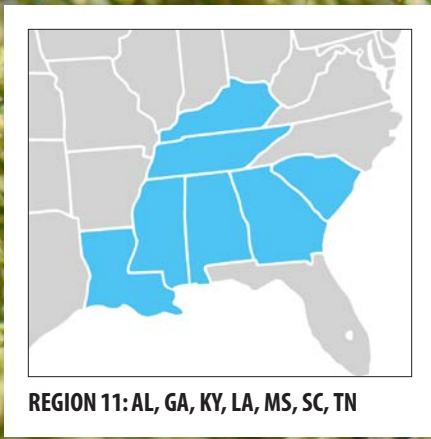 REGION 11: AL, GA, KY, LA, MS, SC, TN